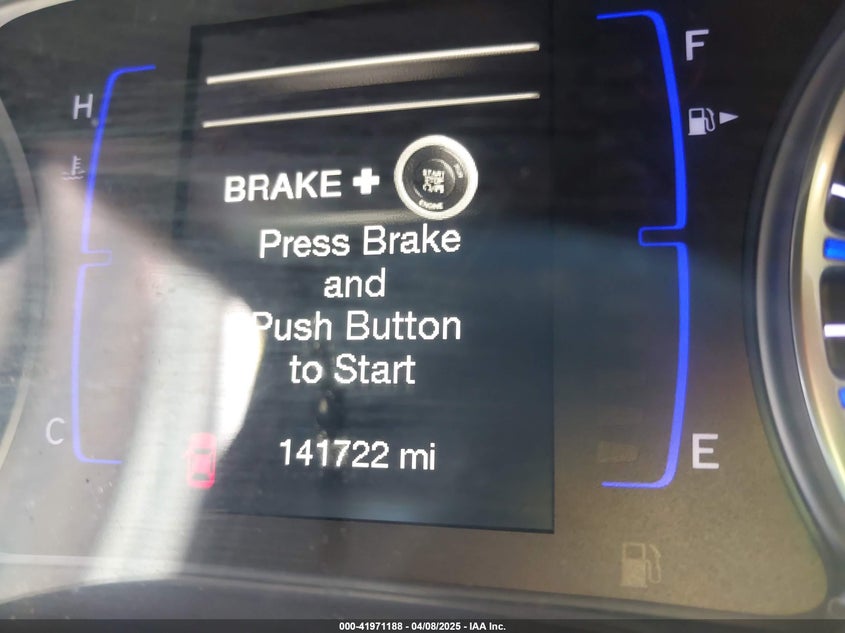 F
H
BRAKE +
START
STOP
ENGINE
Press Brake
and
Push Button
to Start
C
141722 mi
E
000-41971188 - 04/08/2025 - IAA Inc.